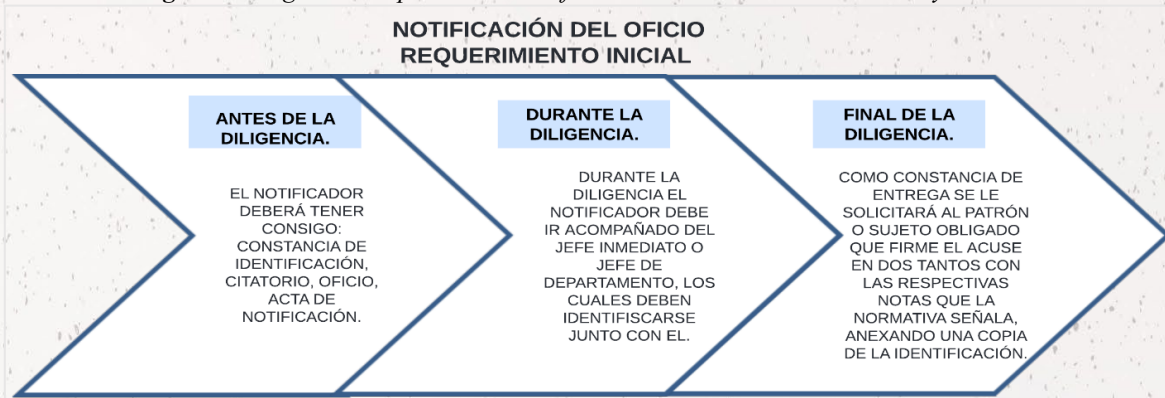 NOTIFICACIÓN DEL OFICIO
REQUERIMIENTO INICIAL
ANTES DE LA
DILIGENCIA.
EL NOTIFICADOR
DEBERÁ TENER
CONSIGO:
CONSTANCIA DE
IDENTIFICACIÓN,
CITATORIO, OFICIO,
ACTA DE
NOTIFICACIÓN.
DURANTE LA
DILIGENCIA.
DURANTE LA
DILIGENCIA EL
NOTIFICADOR DEBE
IR ACOMPAÑADO DEL
JEFE INMEDIATO O
JEFE DE
DEPARTAMENTO, LOS
CUALES DEBEN
IDENTIFISCARSE
JUNTO CON EL.
FINAL DE LA
DILIGENCIA.
COMO CONSTANCIA DE
ENTREGA SE LE
SOLICITARÁ AL PATRÓN
O SUJETO OBLIGADO
QUE FIRME EL ACUSE
EN DOS TANTOS CON
LAS RESPECTIVAS
NOTAS QUE LA
NORMATIVA SEÑALA,
ANEXANDO UNA COPIA
DE LA IDENTIFICACIÓN.